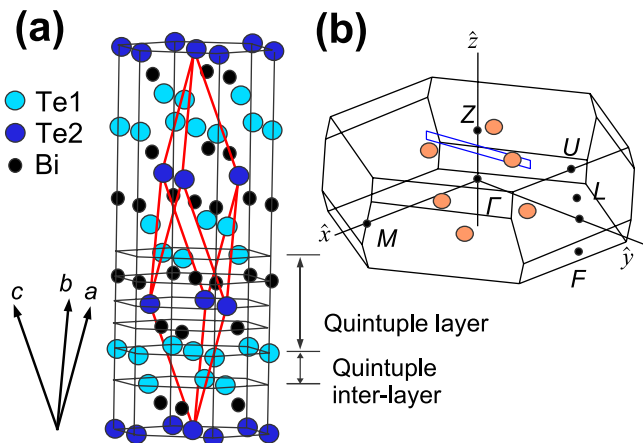 (a)
Te1
Te2
Bi
c
b
a
Quintuple layer
Quintuple
inter-layer
(b)
ẑ
Z
U
L
Γ
x̂
M
ŷ
F